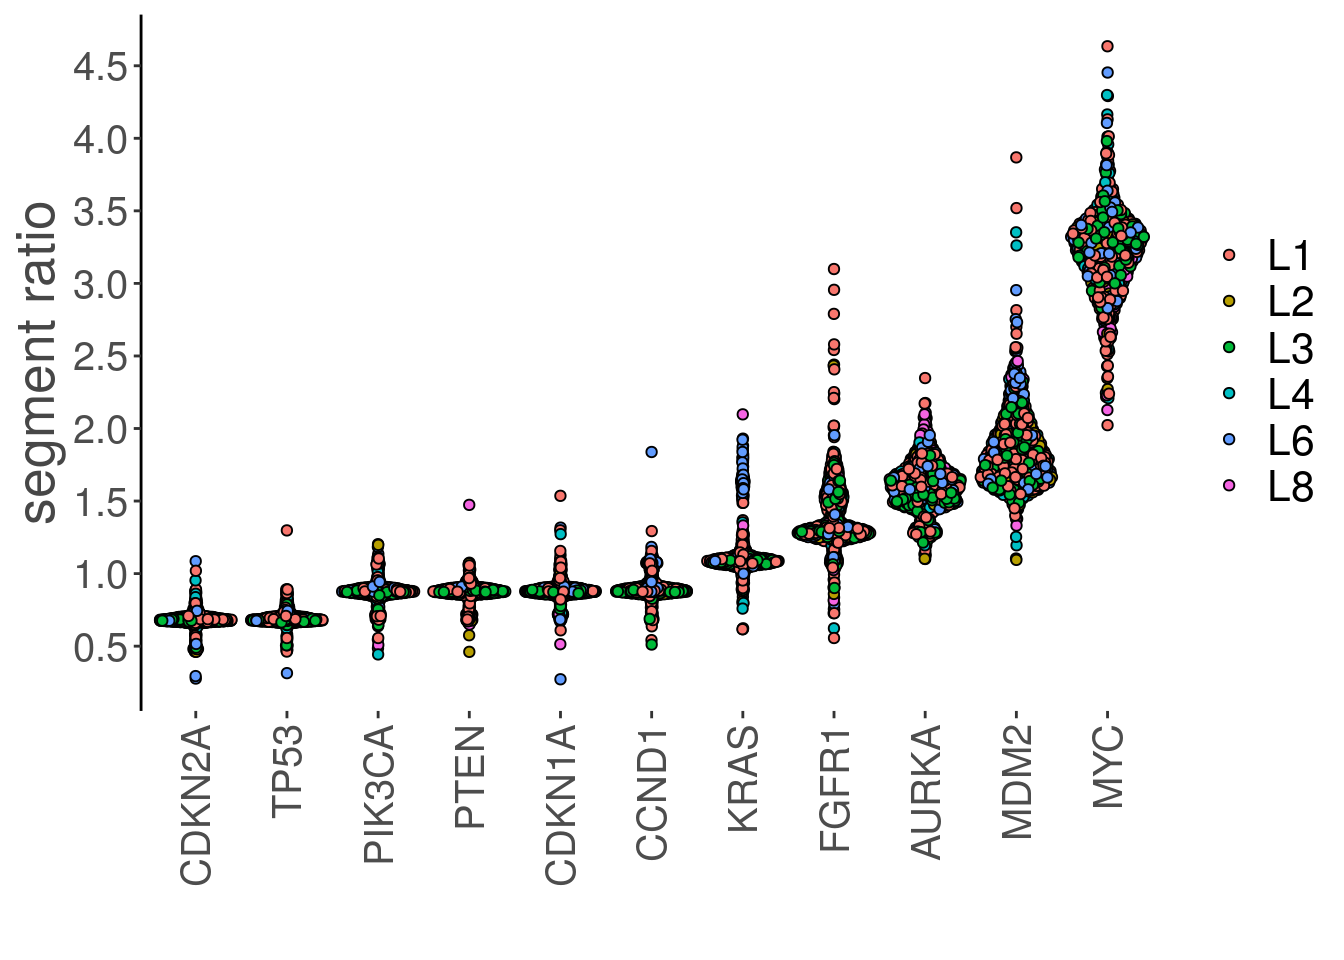 segment ratio
4.5
4.0
3.5
3.0
2.5
2.0
1.5
1.0
0.5
CDKN2A
TP53
PIK3CA
PTEN
CDKN1A
CCND1
KRAS
FGFR1
AURKA
MDM2
MYC
L1
L2
L3
L4
L6
L8